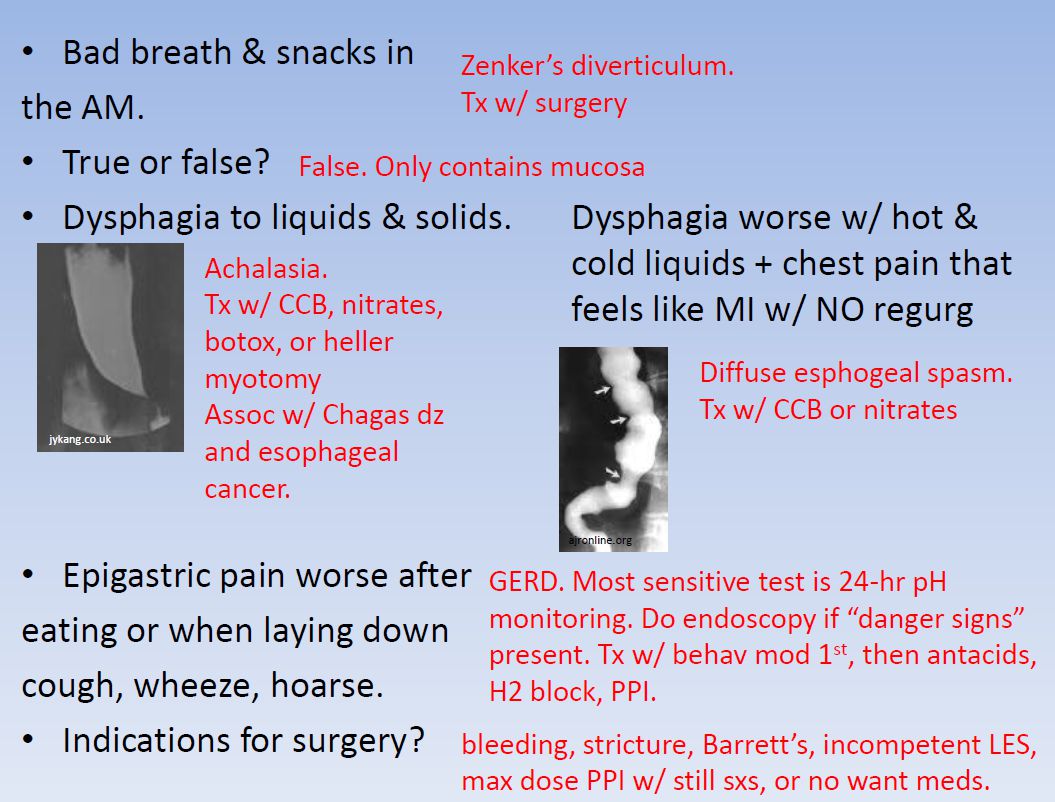 • Bad breath & snacks in
the AM.
Zenker’s diverticulum.
Tx w/ surgery
• True or false?
False. Only contains mucosa
• Dysphagia to liquids & solids.
Achalasia.
Tx w/ CCB, nitrates,
botox, or heller
myotomy
Assoc w/ Chagas dz
and esophageal
cancer.
jykang.co.uk
Dysphagia worse w/ hot &
cold liquids + chest pain that
feels like MI w/ NO regurg
Diffuse esphogeal spasm.
Tx w/ CCB or nitrates
ajronline.org
• Epigastric pain worse after
eating or when laying down
cough, wheeze, hoarse.
GERD. Most sensitive test is 24-hr pH
monitoring. Do endoscopy if “danger signs”
present. Tx w/ behav mod 1st, then antacids,
H2 block, PPI.
• Indications for surgery?
bleeding, stricture, Barrett’s, incompetent LES,
max dose PPI w/ still sxs, or no want meds.